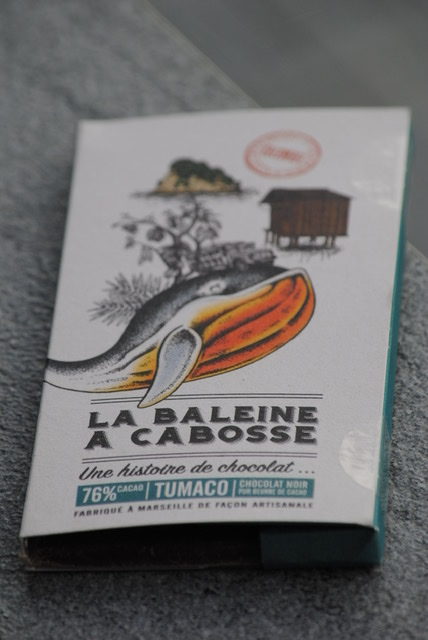 LA BALEINE
A CABOSSE
Une histoire de chocolat ...
76% CACAO TUMACO CHOCOLAT NOIR
PUR BEURRE DE CACAO
FABRIQUÉ À MARSEILLE DE FAÇON ARTISANALE